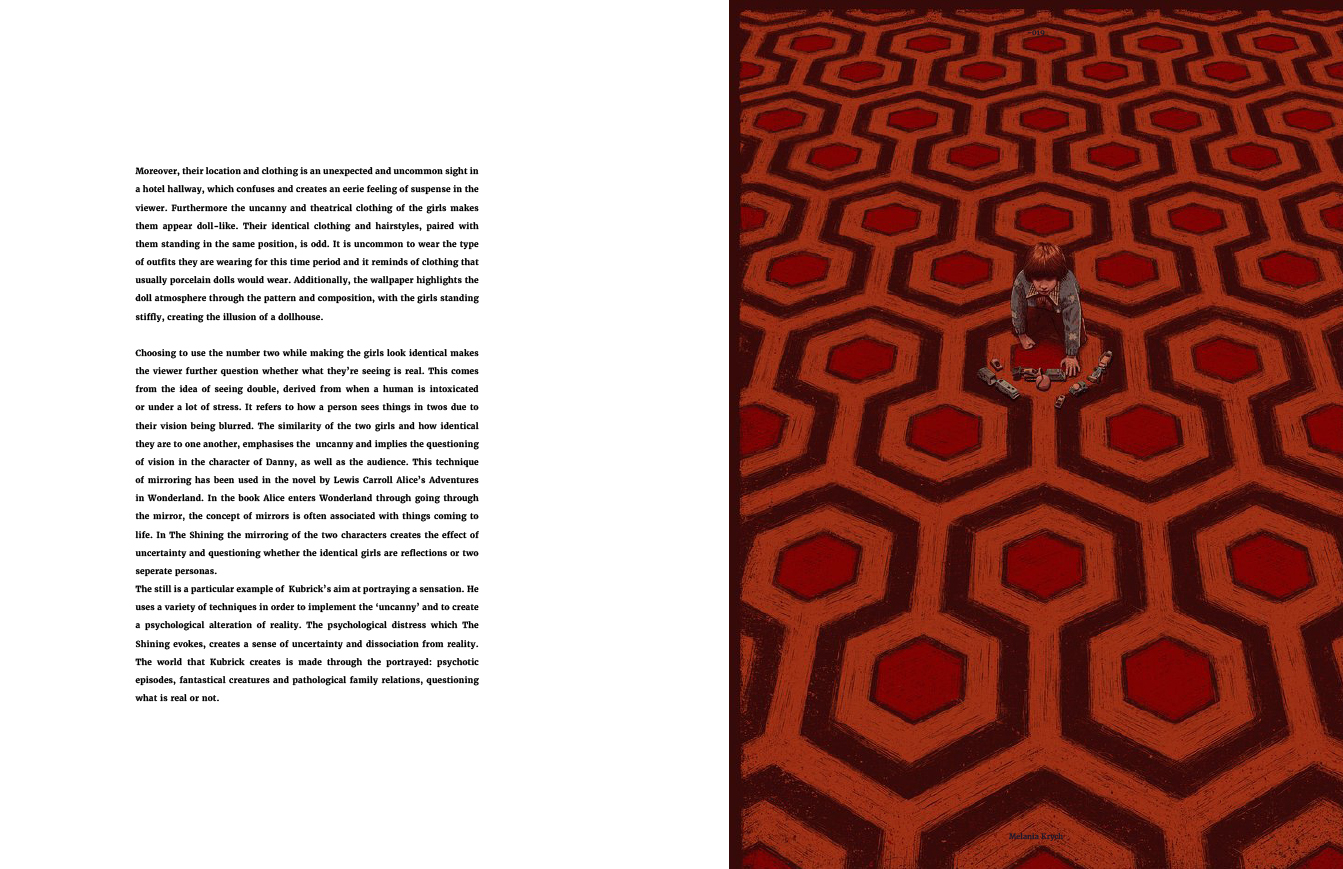 Moreover, their location and clothing is an unexpected and uncommon sight in
a hotel hallway, which confuses and creates an eerie feeling of suspense in the
viewer. Furthermore the uncanny and theatrical clothing of the girls makes
them appear doll-like. Their identical clothing and hairstyles, paired with
them standing in the same position, is odd. It is uncommon to wear the type
of outfits they are wearing for this time period and it reminds of clothing that
usually porcelain dolls would wear. Additionally, the wallpaper highlights the
doll atmosphere through the pattern and composition, with the girls standing
stiffly, creating the illusion of a dollhouse.
Choosing to use the number two while making the girls look identical makes
the viewer further question whether what they're seeing is real. This comes
from the idea of seeing double, derived from when a human is intoxicated
or under a lot of stress. It refers to how a person sees things in twos due to
their vision being blurred. The similarity of the two girls and how identical
they are to one another, emphasises the uncanny and implies the questioning
of vision in the character of Danny, as well as the audience. This technique
of mirroring has been used in the novel by Lewis Carroll Alice's Adventures
in Wonderland. In the book Alice enters Wonderland through going through
the mirror, the concept of mirrors is often associated with things coming to
life. In The Shining the mirroring of the two characters creates the effect of
uncertainty and questioning whether the identical girls are reflections or two
seperate personas.
The still is a particular example of Kubrick's aim at portraying a sensation. He
uses a variety of techniques in order to implement the 'uncanny' and to create
a psychological alteration of reality. The psychological distress which The
Shining evokes, creates a sense of uncertainty and dissociation from reality.
The world that Kubrick creates is made through the portrayed: psychotic
episodes, fantastical creatures and pathological family relations, questioning
what is real or not.
Melania